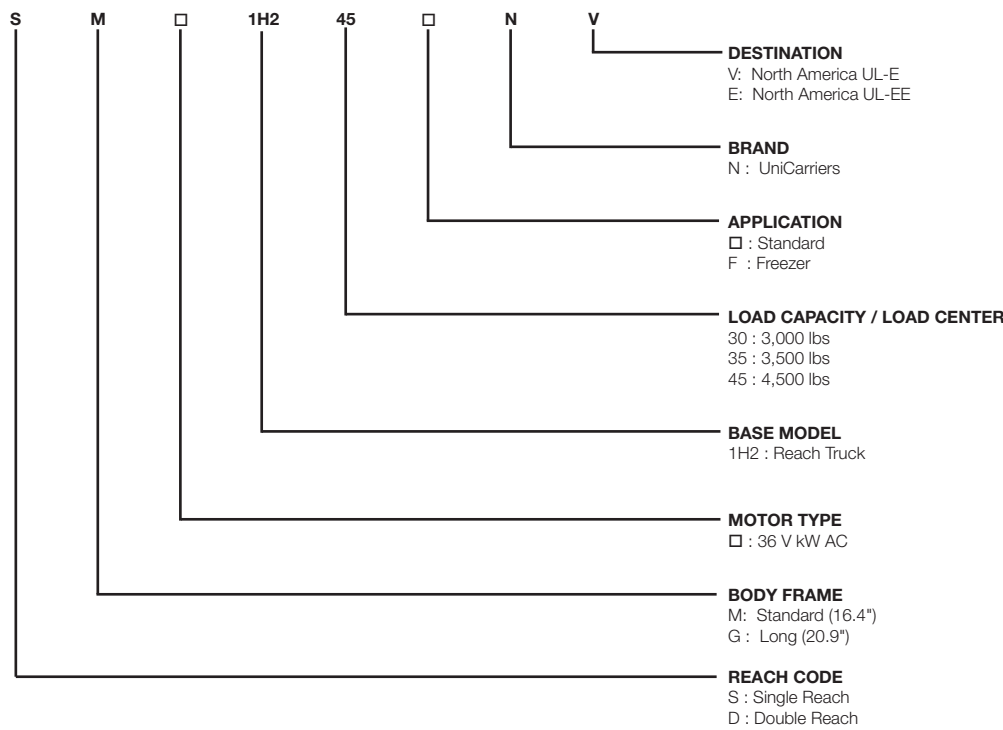 S M □ 1H2 45 □ N V
DESTINATION
V: North America UL-E
E: North America UL-EE
BRAND
N : UniCarriers
APPLICATION
□ : Standard
F : Freezer
LOAD CAPACITY / LOAD CENTER
30 : 3,000 lbs
35 : 3,500 lbs
45 : 4,500 lbs
BASE MODEL
1H2 : Reach Truck
MOTOR TYPE
□ : 36 V kW AC
BODY FRAME
M: Standard (16.4")
G : Long (20.9")
REACH CODE
S : Single Reach
D : Double Reach